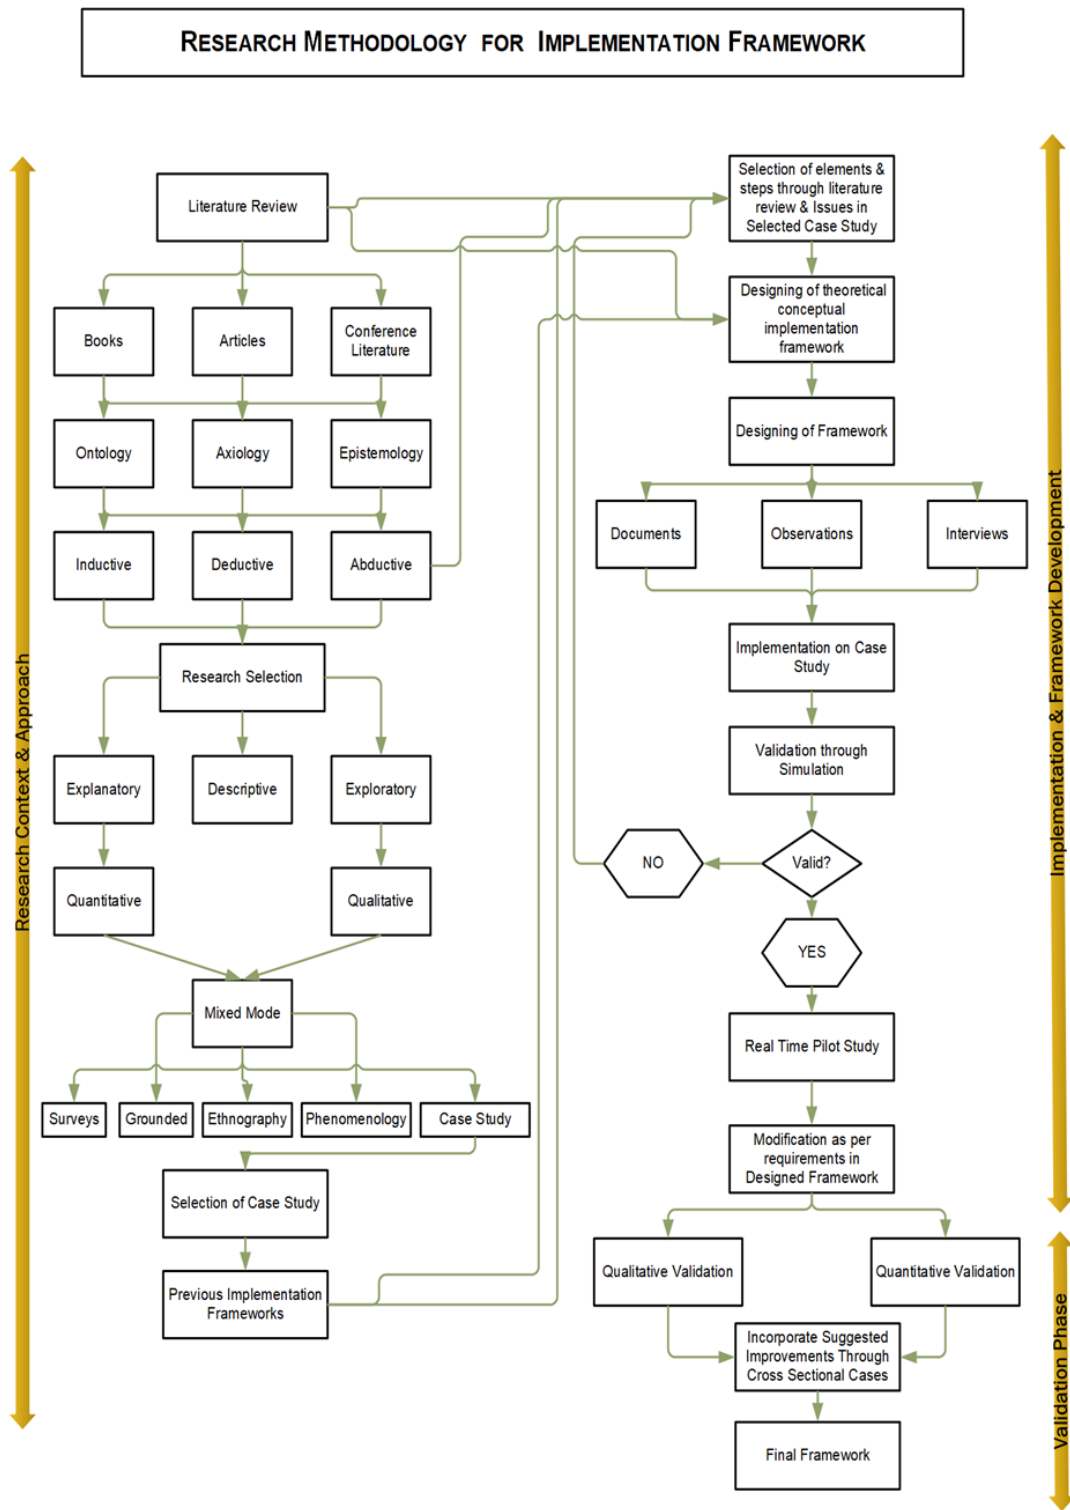 RESEARCH METHODOLOGY FOR IMPLEMENTATION FRAMEWORK
Research Context & Approach
Literature Review
Books
Articles
Conference
Literature
Ontology
Axiology
Epistemology
Inductive
Deductive
Abductive
Research Selection
Explanatory
Descriptive
Exploratory
Quantitative
Qualitative
Mixed Mode
Surveys
Grounded
Ethnography
Phenomenology
Case Study
Selection of Case Study
Previous Implementation
Frameworks
Selection of elements &
steps through literature
review & Issues in
Selected Case Study
Designing of theoretical
conceptual
implementation
framework
Designing of Framework
Documents
Observations
Interviews
Implementation on Case
Study
Validation through
Simulation
Valid?
NO
YES
Real Time Pilot Study
Modification as per
requirements in
Designed Framework
Qualitative Validation
Quantitative Validation
Incorporate Suggested
Improvements Through
Cross Sectional Cases
Final Framework
Implementation & Framework Development
Validation Phase